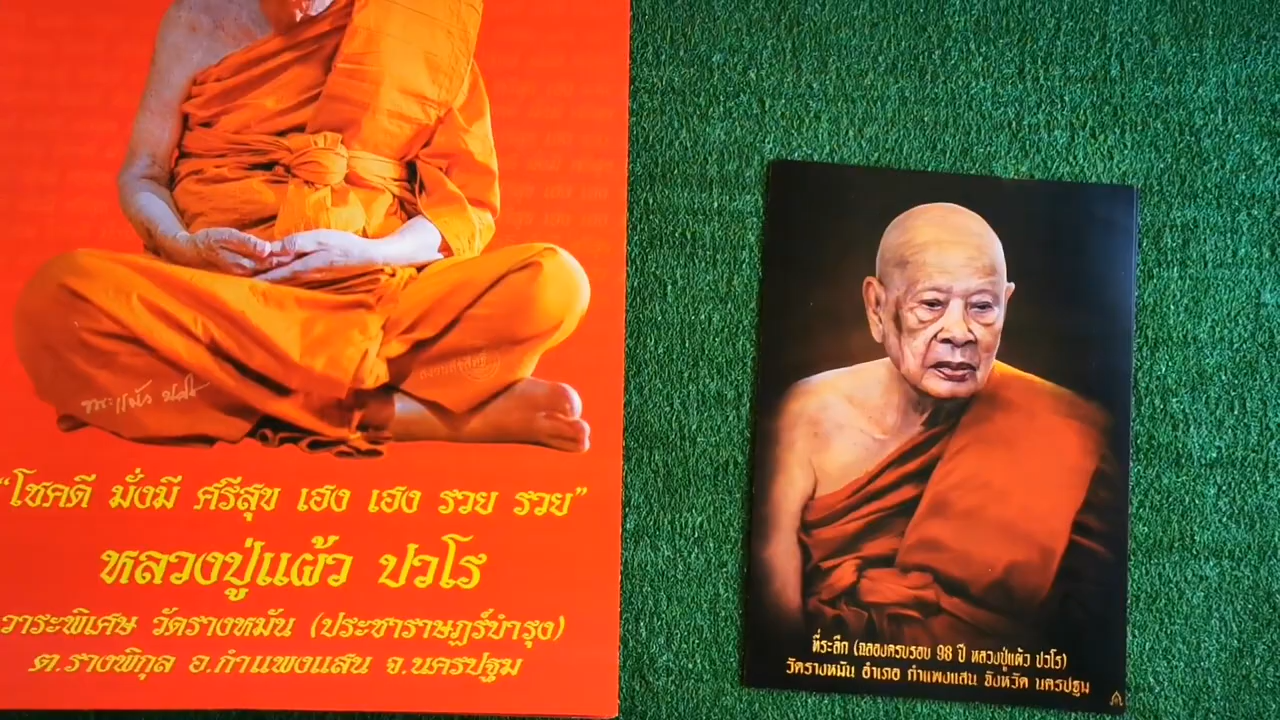 “โชคดี มั่งมี ศรีสุข เฮง เฮง รวย รวย”
หลวงปู่แผ้ว ปวโร
วาระพิเศษ วัดรางหมัน (ประชาราษฎร์บำรุง)
ต.รางพิกุล อ.กำแพงแสน จ.นครปฐม
ที่ระลึก (ฉลองครบรอบ 98 ปี หลวงปู่แผ้ว ปวโร)
วัดรางหมัน อำเภอ กำแพงแสน จังหวัด นครปฐม